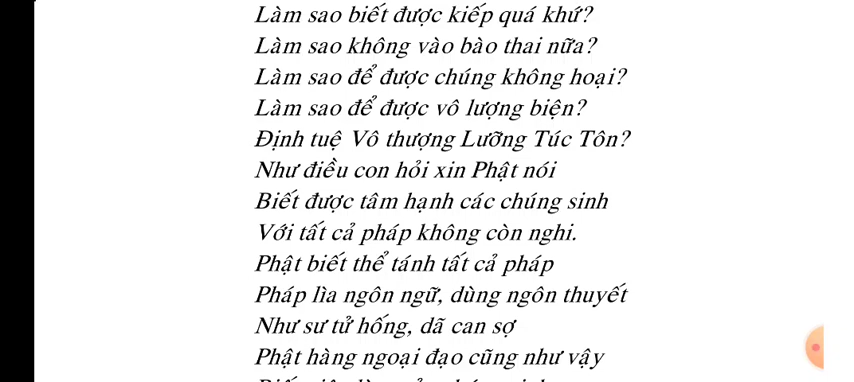 Làm sao biết được kiếp quá khứ?
Làm sao không vào bào thai nữa?
Làm sao để được chúng không hoại?
Làm sao để được vô lượng biện?
Định tuệ Vô thượng Lưỡng Túc Tôn?
Như điều con hỏi xin Phật nói
Biết được tâm hạnh các chúng sinh
Với tất cả pháp không còn nghi.
Phật biết thể tánh tất cả pháp
Pháp lìa ngôn ngữ, dùng ngôn thuyết
Như sư tử hống, dã can sợ
Phật hàng ngoại đạo cũng như vậy